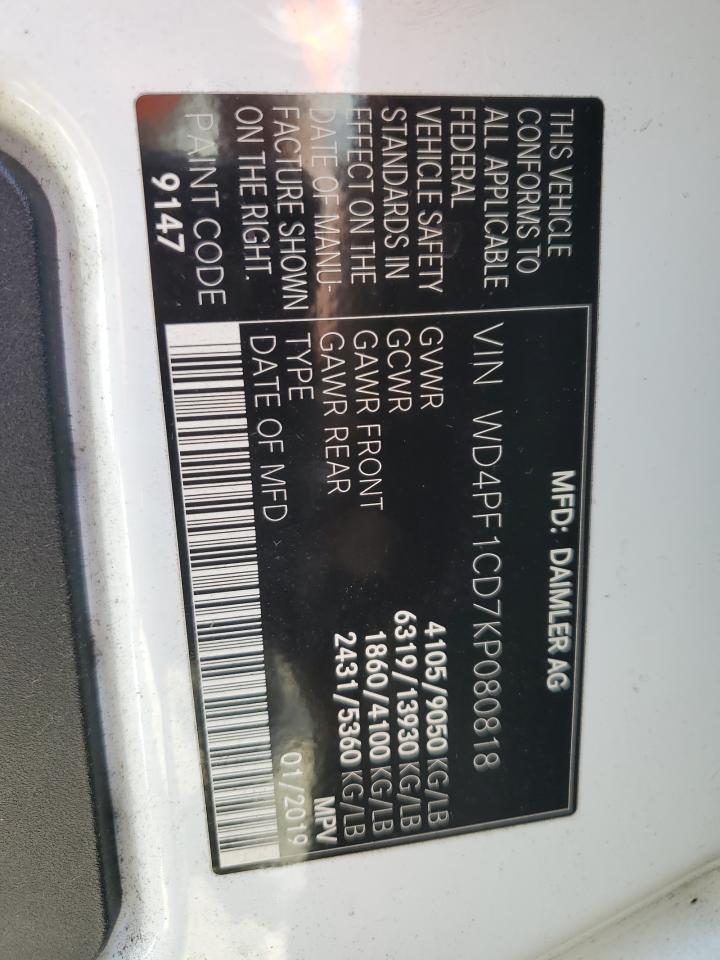 THIS VEHICLE
CONFORMS TO
ALL APPLICABLE
FEDERAL
VEHICLE SAFETY
STANDARDS IN
EFFECT ON THE
DATE OF MANU-
FACTURE SHOWN
ON THE RIGHT.
PAINT CODE
9147
MFD: DAIMLER AG
VIN WD4PF1CD7KP080818
GVWR 4105/9050 KG/LB
GCWR 6319/13930 KG/LB
GAWR FRONT 1860/4100 KG/LB
GAWR REAR 2431/5360 KG/LB
TYPE MPV
DATE OF MFD 01/2019